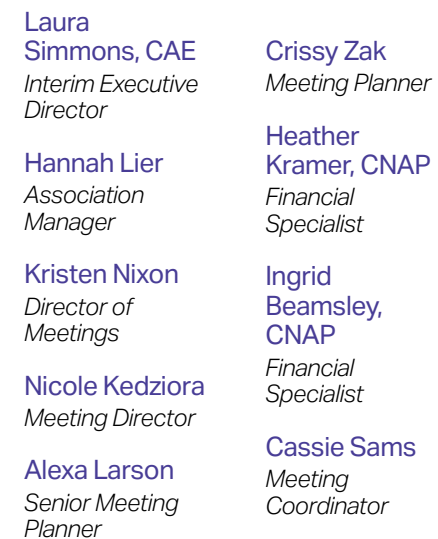 Laura
Simmons, CAE
Interim Executive
Director
Hannah Lier
Association
Manager
Kristen Nixon
Director of
Meetings
Nicole Kedziora
Meeting Director
Alexa Larson
Senior Meeting
Planner
Crissy Zak
Meeting Planner
Heather
Kramer, CNAP
Financial
Specialist
Ingrid
Beamsley,
CNAP
Financial
Specialist
Cassie Sams
Meeting
Coordinator